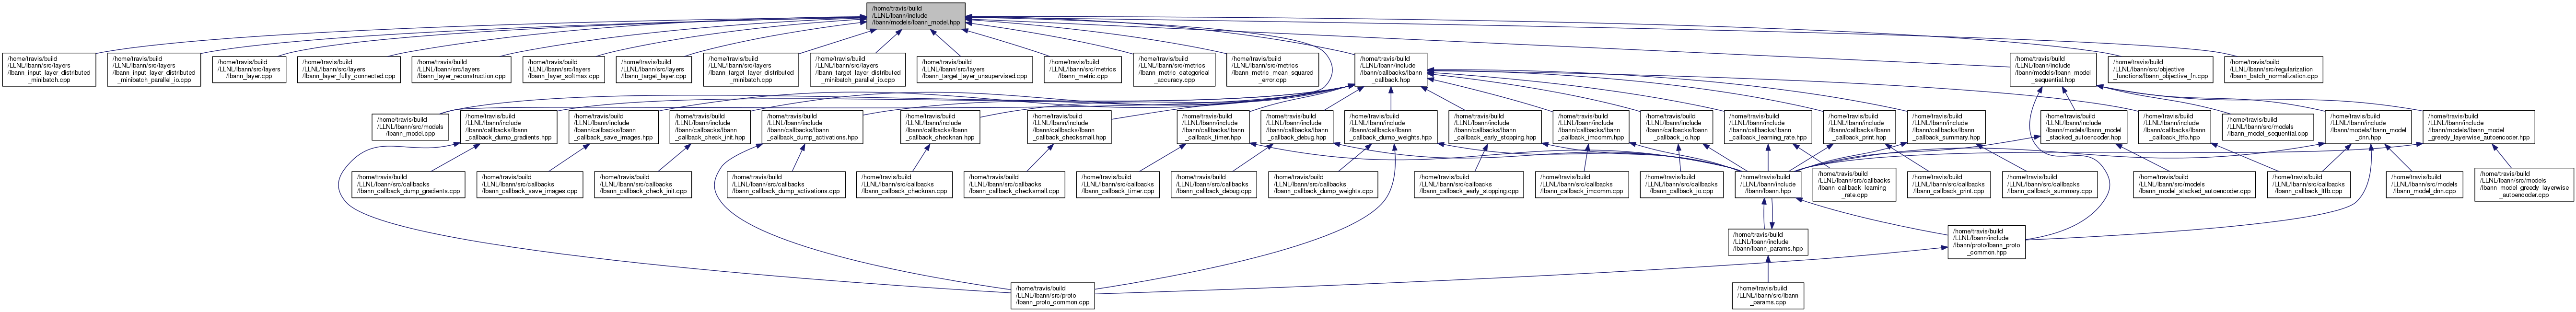 /home/travis/build
/LLNL/lbann/include
/lbann/models/lbann_model.hpp
/home/travis/build
/LLNL/lbann/src/layers
/lbann_input_layer_distributed
_minibatch.cpp
/home/travis/build
/LLNL/lbann/src/layers
/lbann_input_layer_distributed
_minibatch_parallel_io.cpp
/home/travis/build
/LLNL/lbann/src/layers
/lbann_layer.cpp
/home/travis/build
/LLNL/lbann/src/layers
/lbann_layer_fully_connected.cpp
/home/travis/build
/LLNL/lbann/src/layers
/lbann_layer_reconstruction.cpp
/home/travis/build
/LLNL/lbann/src/layers
/lbann_layer_softmax.cpp
/home/travis/build
/LLNL/lbann/src/layers
/lbann_target_layer.cpp
/home/travis/build
/LLNL/lbann/src/layers
/lbann_target_layer_distributed
_minibatch.cpp
/home/travis/build
/LLNL/lbann/src/layers
/lbann_target_layer_distributed
_minibatch_parallel_io.cpp
/home/travis/build
/LLNL/lbann/src/layers
/lbann_target_layer_unsupervised.cpp
/home/travis/build
/LLNL/lbann/src/metrics
/lbann_metric.cpp
/home/travis/build
/LLNL/lbann/src/metrics
/lbann_metric_categorical
_accuracy.cpp
/home/travis/build
/LLNL/lbann/src/metrics
/lbann_metric_mean_squared
_error.cpp
/home/travis/build
/LLNL/lbann/include
/lbann/callbacks/lbann
_callback.hpp
/home/travis/build
/LLNL/lbann/include
/lbann/models/lbann_model
_sequential.hpp
/home/travis/build
/LLNL/lbann/src/objective
_functions/lbann_objective_fn.cpp
/home/travis/build
/LLNL/lbann/src/regularization
/lbann_batch_normalization.cpp
/home/travis/build
/LLNL/lbann/src/models
/lbann_model.cpp
/home/travis/build
/LLNL/lbann/include
/lbann/callbacks/lbann
_callback_dump_gradients.hpp
/home/travis/build
/LLNL/lbann/include
/lbann/callbacks/lbann
_callback_save_images.hpp
/home/travis/build
/LLNL/lbann/include
/lbann/callbacks/lbann
_callback_check_init.hpp
/home/travis/build
/LLNL/lbann/include
/lbann/callbacks/lbann
_callback_dump_activations.hpp
/home/travis/build
/LLNL/lbann/include
/lbann/callbacks/lbann
_callback_checknan.hpp
/home/travis/build
/LLNL/lbann/include
/lbann/callbacks/lbann
_callback_checksmall.hpp
/home/travis/build
/LLNL/lbann/include
/lbann/callbacks/lbann
_callback_timer.hpp
/home/travis/build
/LLNL/lbann/include
/lbann/callbacks/lbann
_callback_debug.hpp
/home/travis/build
/LLNL/lbann/include
/lbann/callbacks/lbann
_callback_dump_weights.hpp
/home/travis/build
/LLNL/lbann/include
/lbann/callbacks/lbann
_callback_early_stopping.hpp
/home/travis/build
/LLNL/lbann/include
/lbann/callbacks/lbann
_callback_imcomm.hpp
/home/travis/build
/LLNL/lbann/include
/lbann/callbacks/lbann
_callback_io.hpp
/home/travis/build
/LLNL/lbann/include
/lbann/callbacks/lbann
_callback_learning_rate.hpp
/home/travis/build
/LLNL/lbann/include
/lbann/callbacks/lbann
_callback_print.hpp
/home/travis/build
/LLNL/lbann/include
/lbann/callbacks/lbann
_callback_summary.hpp
/home/travis/build
/LLNL/lbann/include
/lbann/models/lbann_model
_stacked_autoencoder.hpp
/home/travis/build
/LLNL/lbann/include
/lbann/callbacks/lbann
_callback_ltfb.hpp
/home/travis/build
/LLNL/lbann/src/models
/lbann_model_sequential.cpp
/home/travis/build
/LLNL/lbann/include
/lbann/models/lbann_model
_dnn.hpp
/home/travis/build
/LLNL/lbann/include
/lbann/models/lbann_model
_greedy_layerwise_autoencoder.hpp
/home/travis/build
/LLNL/lbann/src/callbacks
/lbann_callback_dump_gradients.cpp
/home/travis/build
/LLNL/lbann/src/callbacks
/lbann_callback_save_images.cpp
/home/travis/build
/LLNL/lbann/src/callbacks
/lbann_callback_check_init.cpp
/home/travis/build
/LLNL/lbann/src/callbacks
/lbann_callback_dump_activations.cpp
/home/travis/build
/LLNL/lbann/src/callbacks
/lbann_callback_checknan.cpp
/home/travis/build
/LLNL/lbann/src/callbacks
/lbann_callback_checksmall.cpp
/home/travis/build
/LLNL/lbann/src/callbacks
/lbann_callback_timer.cpp
/home/travis/build
/LLNL/lbann/src/callbacks
/lbann_callback_debug.cpp
/home/travis/build
/LLNL/lbann/src/callbacks
/lbann_callback_dump_weights.cpp
/home/travis/build
/LLNL/lbann/src/callbacks
/lbann_callback_early_stopping.cpp
/home/travis/build
/LLNL/lbann/src/callbacks
/lbann_callback_imcomm.cpp
/home/travis/build
/LLNL/lbann/src/callbacks
/lbann_callback_io.cpp
/home/travis/build
/LLNL/lbann/include
/lbann/lbann.hpp
/home/travis/build
/LLNL/lbann/src/callbacks
/lbann_callback_learning
_rate.cpp
/home/travis/build
/LLNL/lbann/src/callbacks
/lbann_callback_print.cpp
/home/travis/build
/LLNL/lbann/src/callbacks
/lbann_callback_summary.cpp
/home/travis/build
/LLNL/lbann/src/models
/lbann_model_stacked_autoencoder.cpp
/home/travis/build
/LLNL/lbann/src/callbacks
/lbann_callback_ltfb.cpp
/home/travis/build
/LLNL/lbann/src/models
/lbann_model_dnn.cpp
/home/travis/build
/LLNL/lbann/src/models
/lbann_model_greedy_layerwise
_autoencoder.cpp
/home/travis/build
/LLNL/lbann/include
/lbann/lbann_params.hpp
/home/travis/build
/LLNL/lbann/include
/lbann/proto/lbann_proto
_common.hpp
/home/travis/build
/LLNL/lbann/src/proto
/lbann_proto_common.cpp
/home/travis/build
/LLNL/lbann/src/lbann
_params.cpp